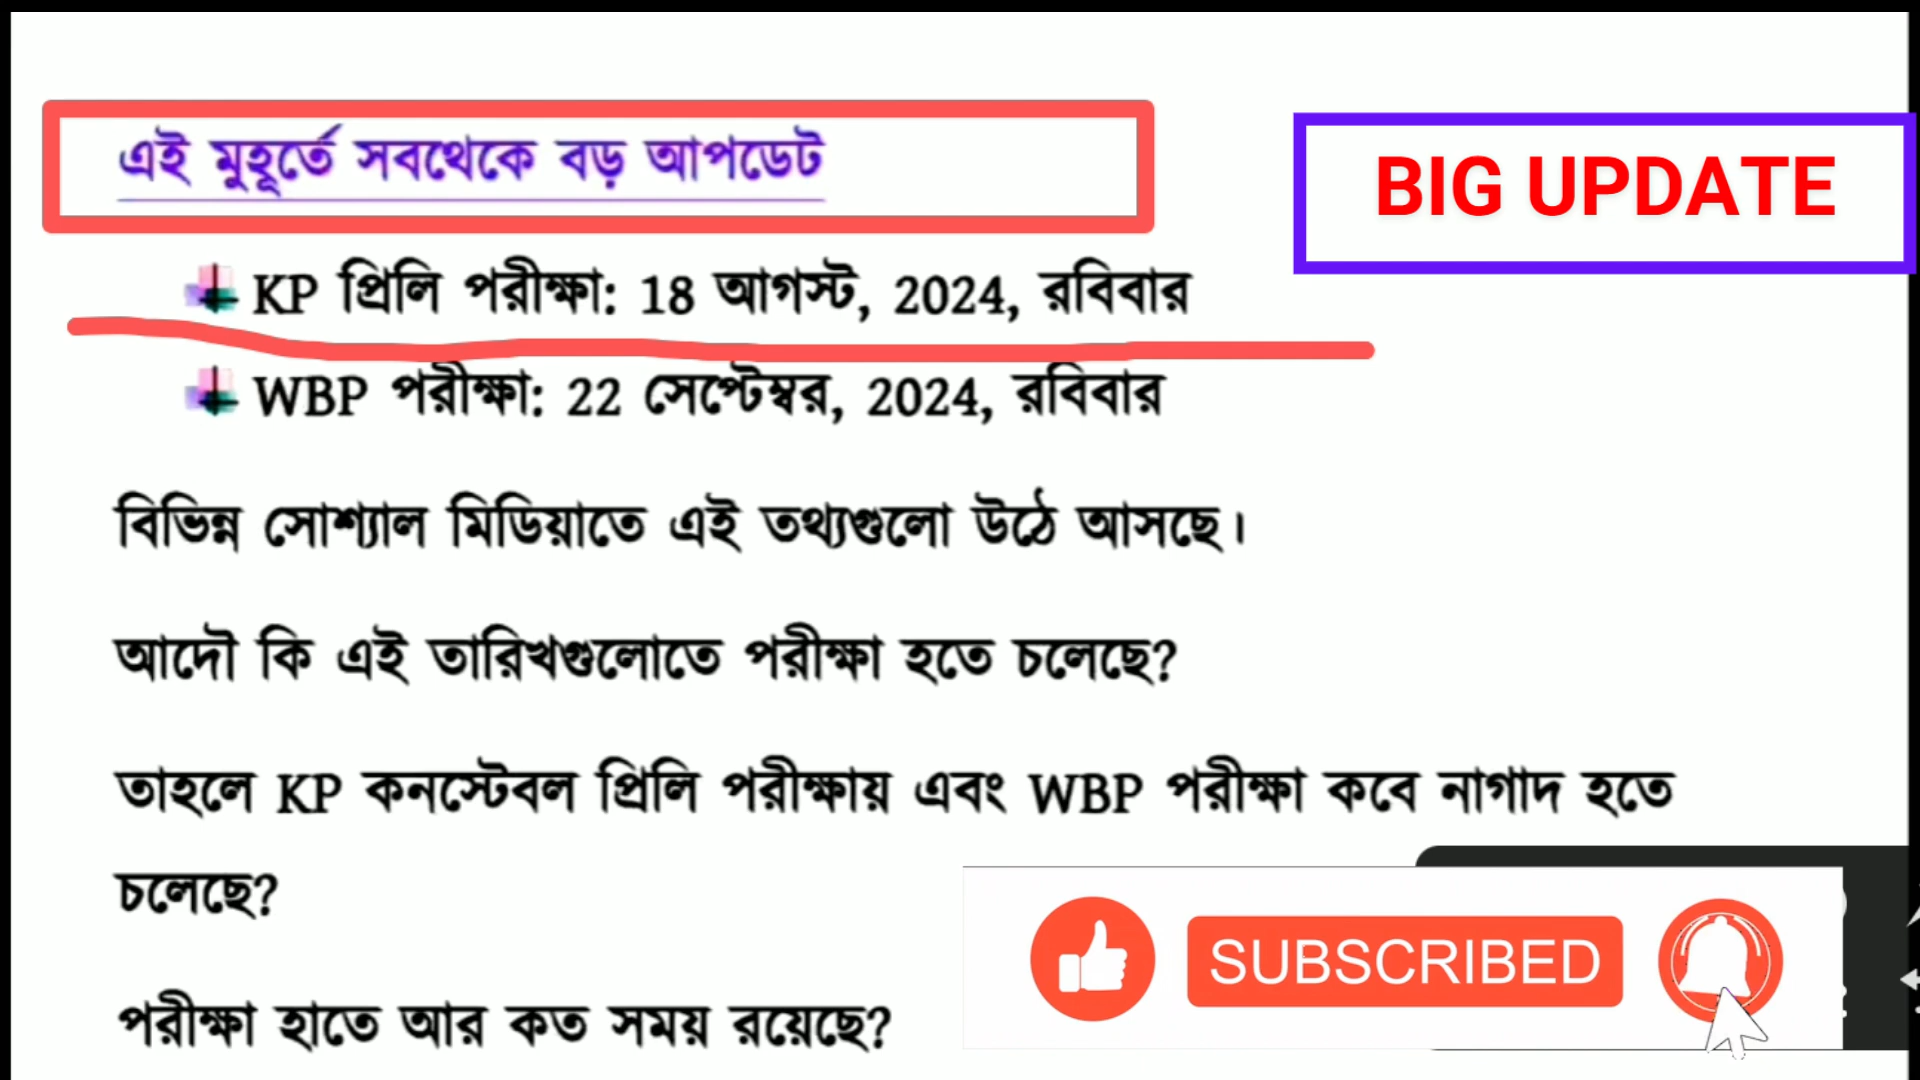 এই মুহূর্তে সবথেকে বড় আপডেট
BIG UPDATE
KP প্রিলি পরীক্ষা: 18 আগস্ট, 2024, রবিবার
WBP পরীক্ষা: 22 সেপ্টেম্বর, 2024, রবিবার
বিভিন্ন সোশ্যাল মিডিয়াতে এই তথ্যগুলো উঠে আসছে।
আদৌ কি এই তারিখগুলোতে পরীক্ষা হতে চলেছে?
তাহলে KP কনস্টেবল প্রিলি পরীক্ষায় এবং WBP পরীক্ষা কবে নাগাদ হতে
চলেছে?
SUBSCRIBED
পরীক্ষা হাতে আর কত সময় রয়েছে?